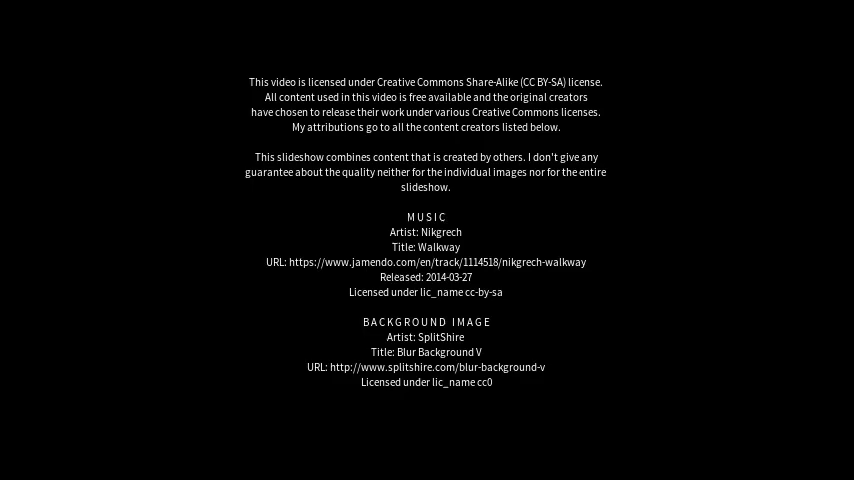 This video is licensed under Creative Commons Share-Alike (CC BY-SA) license.
All content used in this video is free available and the original creators
have chosen to release their work under various Creative Commons licenses.
My attributions go to all the content creators listed below.
This slideshow combines content that is created by others. I don't give any
guarantee about the quality neither for the individual images nor for the entire
slideshow.
MUSIC
Artist: Nikgrech
Title: Walkway
URL: https://www.jamendo.com/en/track/1114518/nikgrech-walkway
Released: 2014-03-27
Licensed under lic_name cc-by-sa
BACKGROUND IMAGE
Artist: SplitShire
Title: Blur Background V
URL: http://www.splitshire.com/blur-background-v
Licensed under lic_name cc0